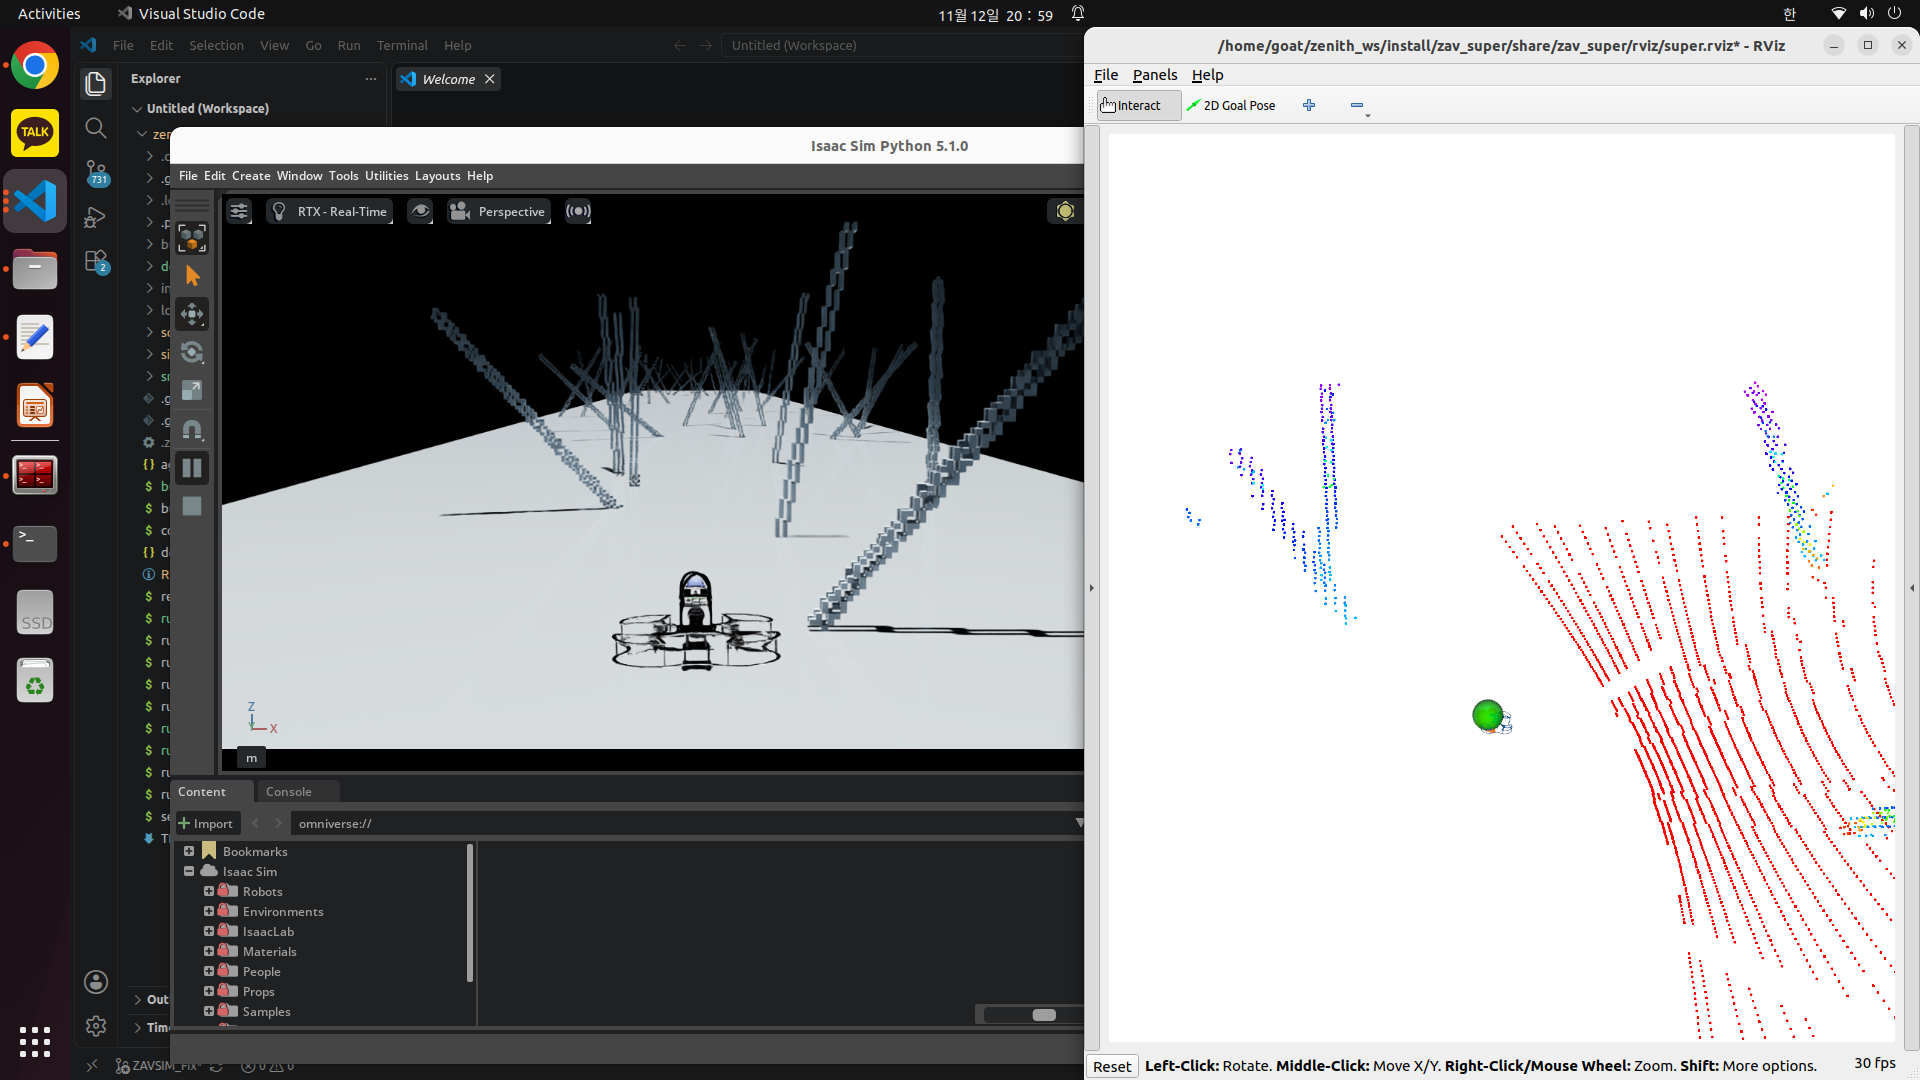 Activities
Visual Studio Code
11월 12일 20 : 59
한
File Edit Selection View Go Run Terminal Help
Untitled (Workspace)
/home/goat/zenith_ws/install/zav_super/share/zav_super/rviz/super.rviz* - RViz
File Panels Help
Interact
2D Goal Pose
Explorer
Welcome
Untitled (Workspace)
TALK
731
2
Isaac Sim Python 5.1.0
File Edit Create Window Tools Utilities Layouts Help
RTX - Real-Time
Perspective
Z
X
m
SSD
Content
Console
Import
omniverse://
Bookmarks
Isaac Sim
Robots
Environments
IsaacLab
Materials
People
Props
Samples
ZAVSIM_Fix*
0 0
Reset
Left-Click: Rotate. Middle-Click: Move X/Y. Right-Click/Mouse Wheel: Zoom. Shift: More options.
30 fps